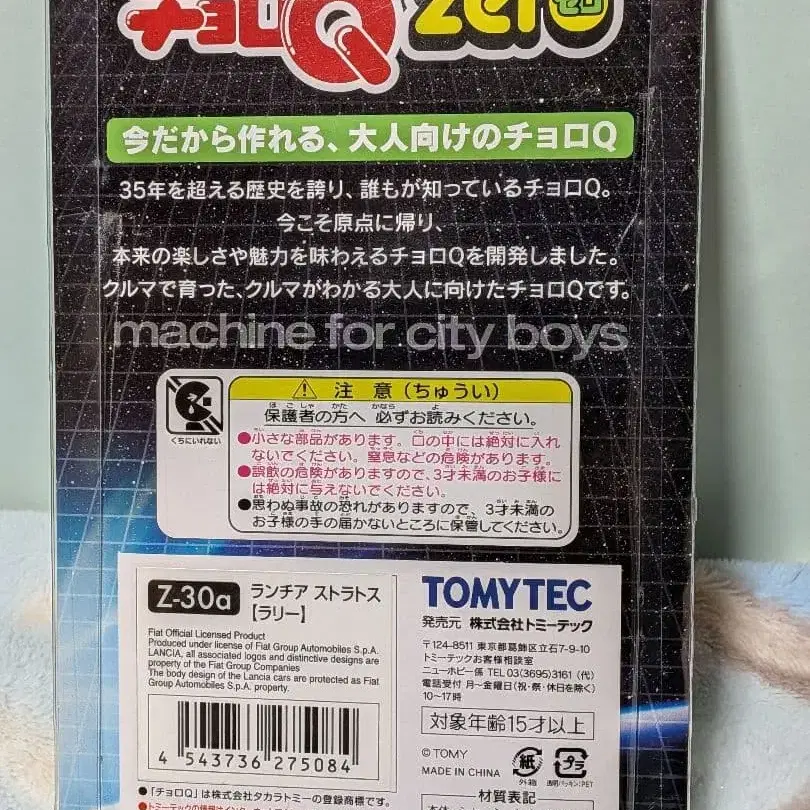 チョロQ zero ゼロ
今だから作れる、大人向けのチョロQ
35年を超える歴史を誇り、誰もが知っているチョロQ。
今こそ原点に帰り、
本来の楽しさや魅力を味わえるチョロQを開発しました。
クルマで育った、クルマがわかる大人に向けたチョロQです。
machine for city boys
くちにいれない
注意(ちゅうい)
保護者の方へ 必ずお読みください。
●小さな部品があります。口の中には絶対に入れ
ないでください。窒息などの危険があります。
●誤飲の危険がありますので、3才未満のお子様に
は絶対に与えないでください。
●思わぬ事故の恐れがありますので、3才未満の
お子様の手の届かないところに保管してください。
Z-30a
ランチア ストラトス
【ラリー】
Fiat Official Licensed Product
Produced under license of Fiat Group Automobiles S.p.A.
LANCIA, all associated logos and distinctive designs are
property of the Fiat Group Companies
The body design of the Lancia cars are protected as Fiat
Group Automobiles S.p.A. property.
4 543736 275084
TOMYTEC
発売元 株式会社トミーテック
〒124-8511 東京都葛飾区立石7-9-10
トミーテックお客様相談室
ニューホビー係 TEL 03(3695)3161 (代)
電話受付 月〜金曜日(祝・祭・休日を除く)
10〜17時
対象年齢15才以上
© TOMY
MADE IN CHINA
紙
外箱
プラ
透明パッキン:PET
●「チョロQ」は株式会社タカラトミーの登録商標です。
材質表記